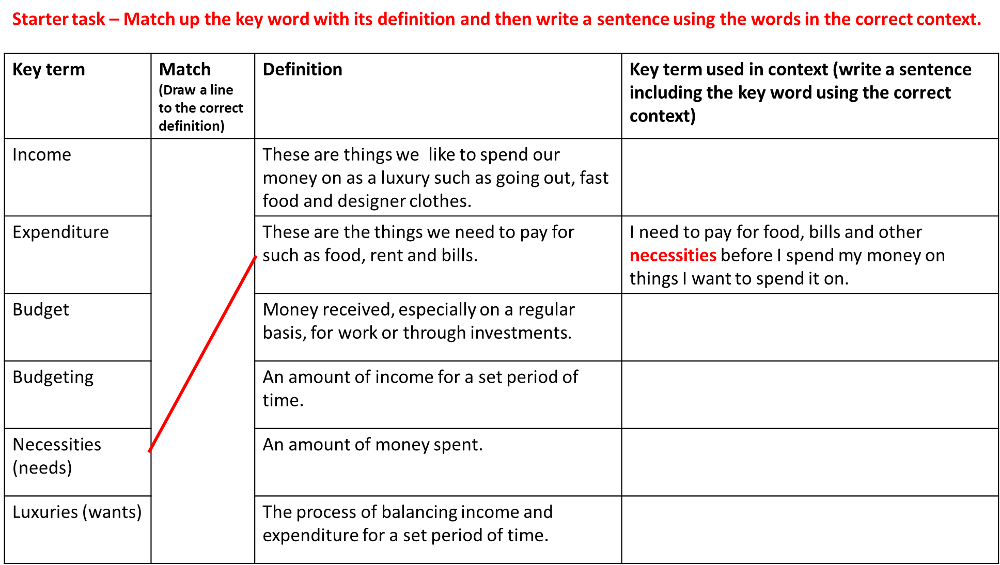 Starter task – Match up the key word with its definition and then write a sentence using the words in the correct context.
Key term
Match
(Draw a line
to the correct
definition)
Definition
Key term used in context (write a sentence
including the key word using the correct
context)
Income
These are things we  like to spend our
money on as a luxury such as going out, fast
food and designer clothes.
Expenditure
These are the things we need to pay for
such as food, rent and bills.
I need to pay for food, bills and other
necessities before I spend my money on
things I want to spend it on.
Budget
Money received, especially on a regular
basis, for work or through investments.
Budgeting
An amount of income for a set period of
time.
Necessities
(needs)
An amount of money spent.
Luxuries (wants)
The process of balancing income and
expenditure for a set period of time.